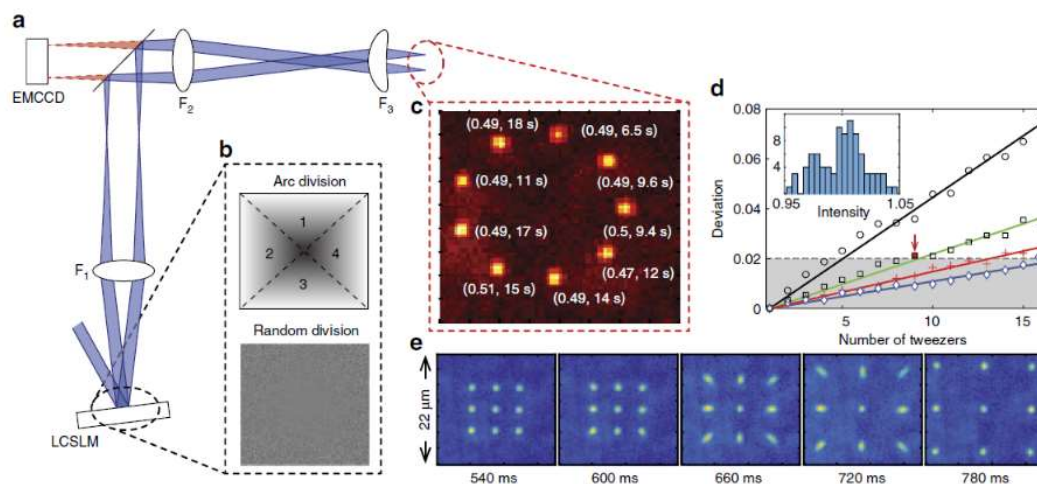 a
EMCCD
F2
F3
F1
LCSLM
b
Arc division
1
2
4
3
Random division
c
(0.49, 18 s)
(0.49, 6.5 s)
(0.49, 11 s)
(0.49, 9.6 s)
(0.49, 17 s)
(0.5, 9.4 s)
(0.51, 15 s)
(0.47, 12 s)
(0.49, 14 s)
d
0.08
0.06
0.04
0.02
0
Deviation
8
4
0.95
1.05
Intensity
5
10
15
Number of tweezers
e
22 µm
540 ms
600 ms
660 ms
720 ms
780 ms